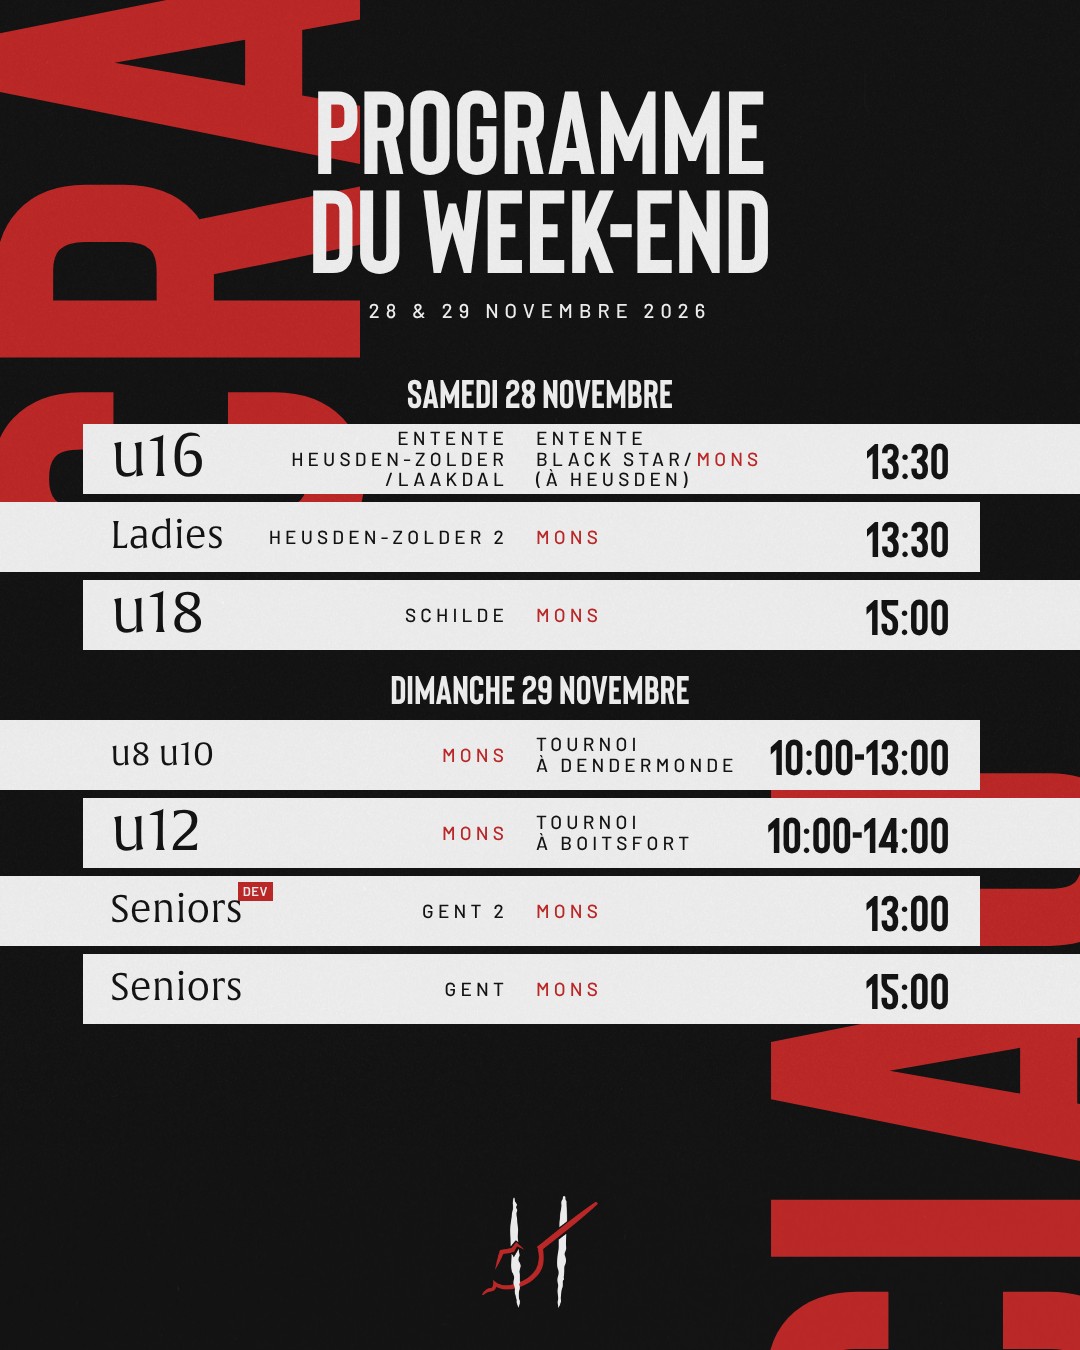 PROGRAMME
DU WEEK-END
28 & 29 NOVEMBRE 2026
SAMEDI 28 NOVEMBRE
u16
ENTENTE
HEUSDEN-ZOLDER
/LAAKDAL
ENTENTE
BLACK STAR/MONS
(À HEUSDEN)
13:30
Ladies HEUSDEN-ZOLDER 2 MONS 13:30
u18 SCHILDE MONS 15:00
DIMANCHE 29 NOVEMBRE
u8 u10 MONS
TOURNOI
À DENDERMONDE
10:00-13:00
u12 MONS
TOURNOI
À BOITSFORT
10:00-14:00
Seniors DEV GENT 2 MONS 13:00
Seniors GENT MONS 15:00